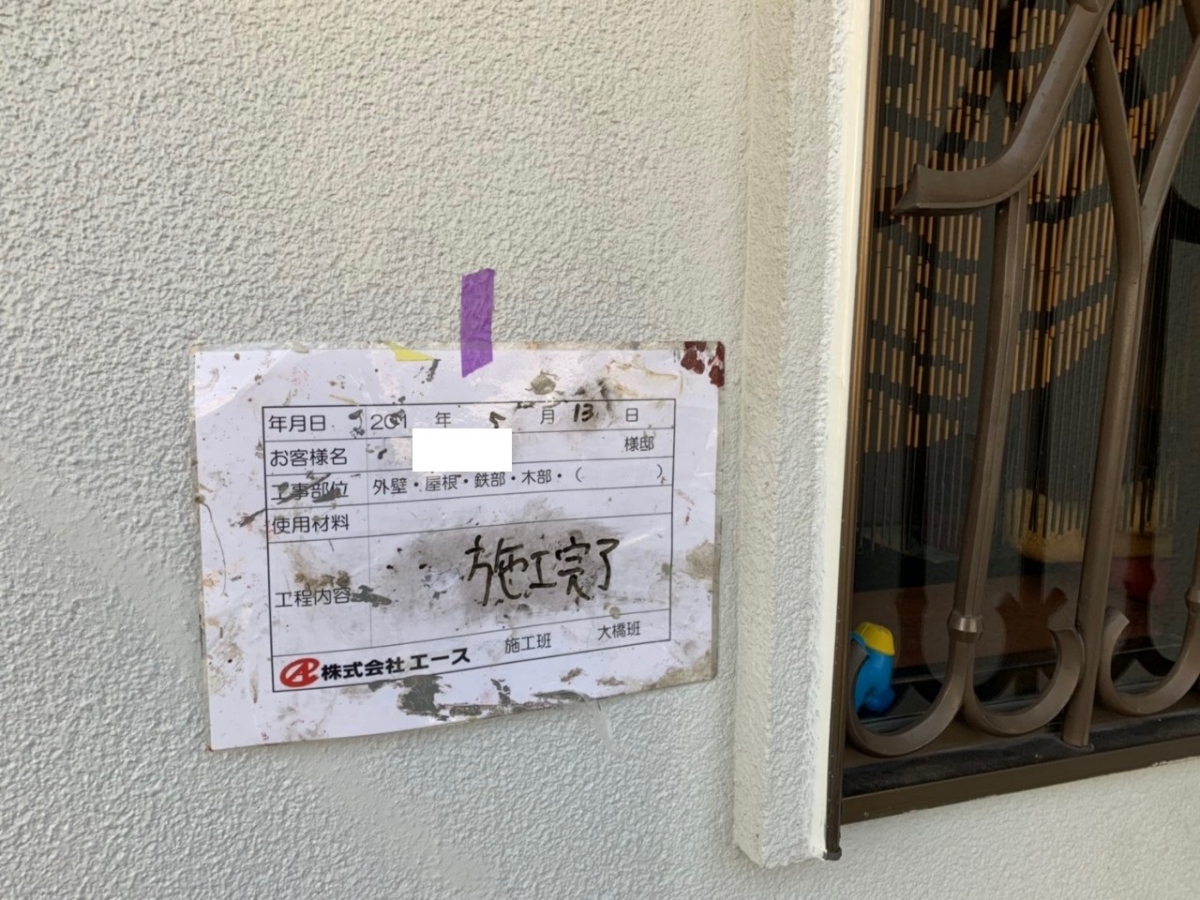 年月日 201 年 5 月 13 日
お客様名 様邸
工事部位 外壁・屋根・鉄部・木部・( )
使用材料
工程内容 施工完了
株式会社エース 施工班 大橋班